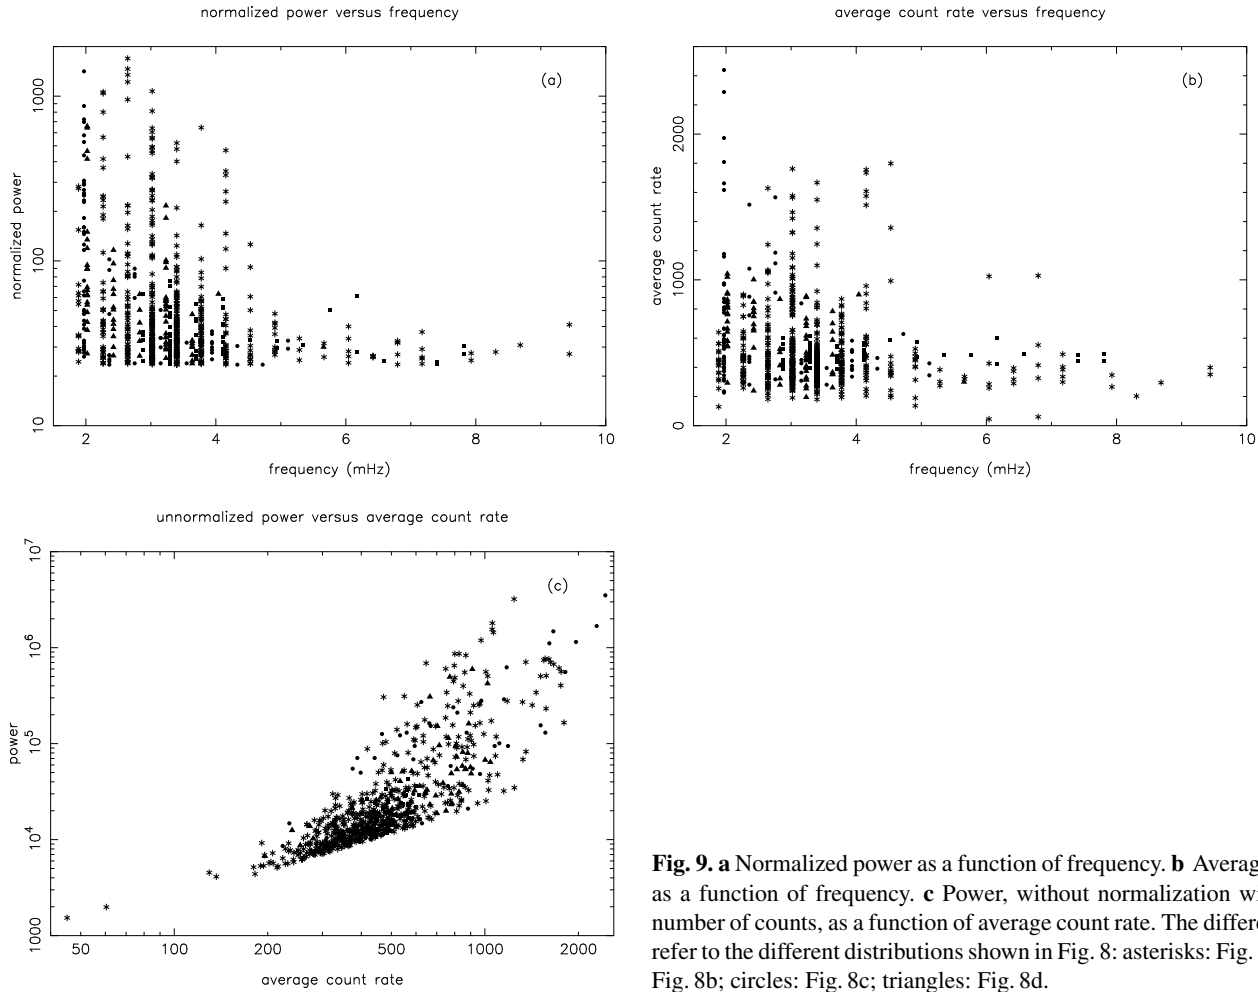 normalized power versus frequency
(a)
1000
100
10
normalized power
2 4 6 8 10
frequency (mHz)
average count rate versus frequency
(b)
2000
1000
0
average count rate
2 4 6 8 10
frequency (mHz)
unnormalized power versus average count rate
(c)
10^7
10^6
10^5
10^4
1000
power
50 100 200 500 1000 2000
average count rate
Fig. 9. a Normalized power as a function of frequency. b Averag
as a function of frequency. c Power, without normalization wi
number of counts, as a function of average count rate. The differe
refer to the different distributions shown in Fig. 8: asterisks: Fig.
Fig. 8b; circles: Fig. 8c; triangles: Fig. 8d.